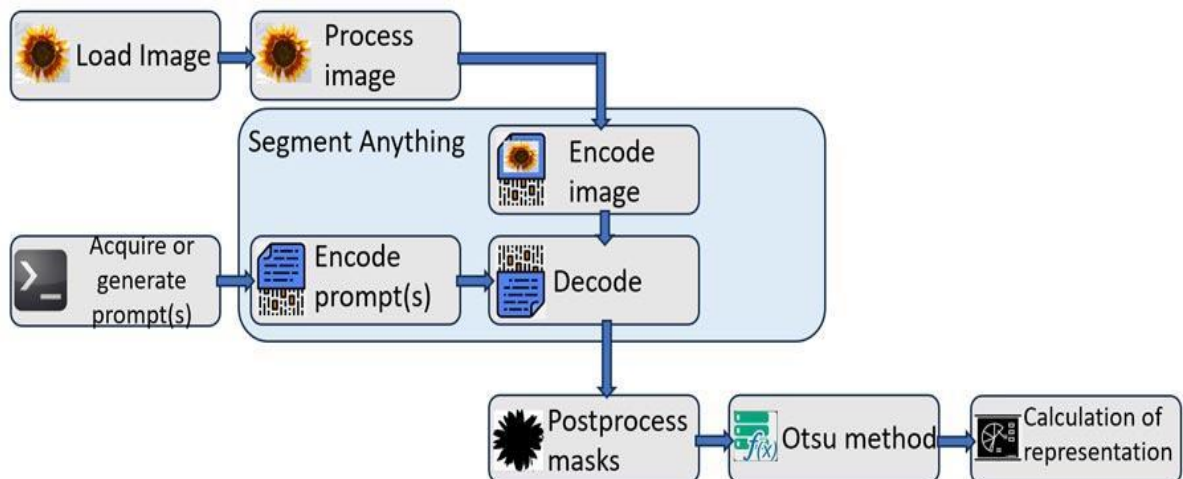 Load Image
Process
image
Segment Anything
Encode
image
Acquire or
generate
prompt(s)
Encode
prompt(s)
Decode
Postprocess
masks
f(x)
Otsu method
Calculation of
representation